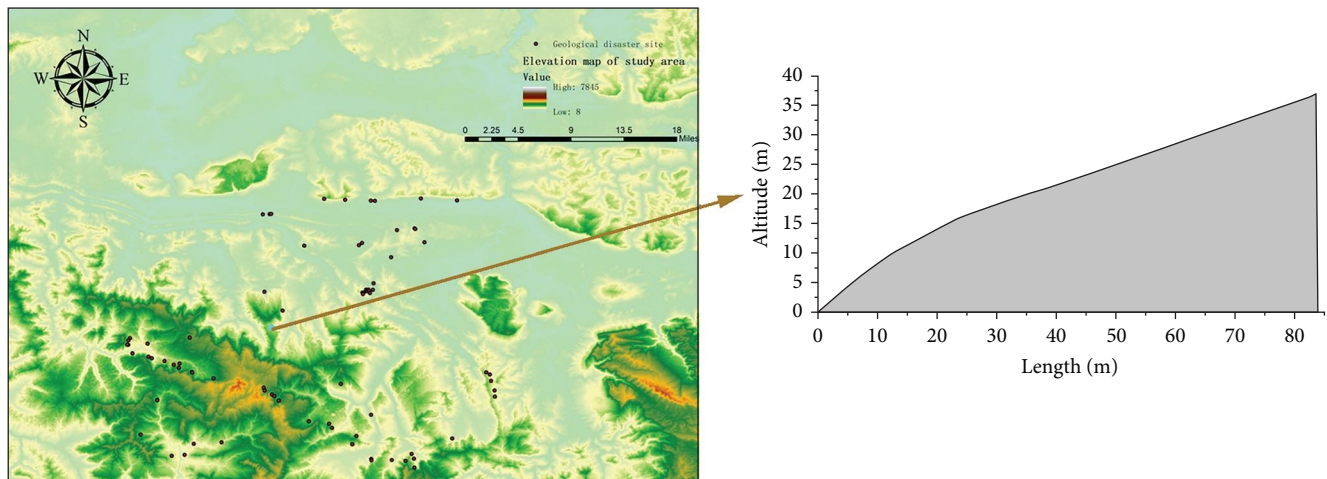 N
W E
S
Geological disaster site
Elevation map of study area
Value
High: 7845
Low: 8
0 2.25 4.5 9 13.5 18
Miles
40
35
30
25
20
15
10
5
0
Altitude (m)
0 10 20 30 40 50 60 70 80
Length (m)